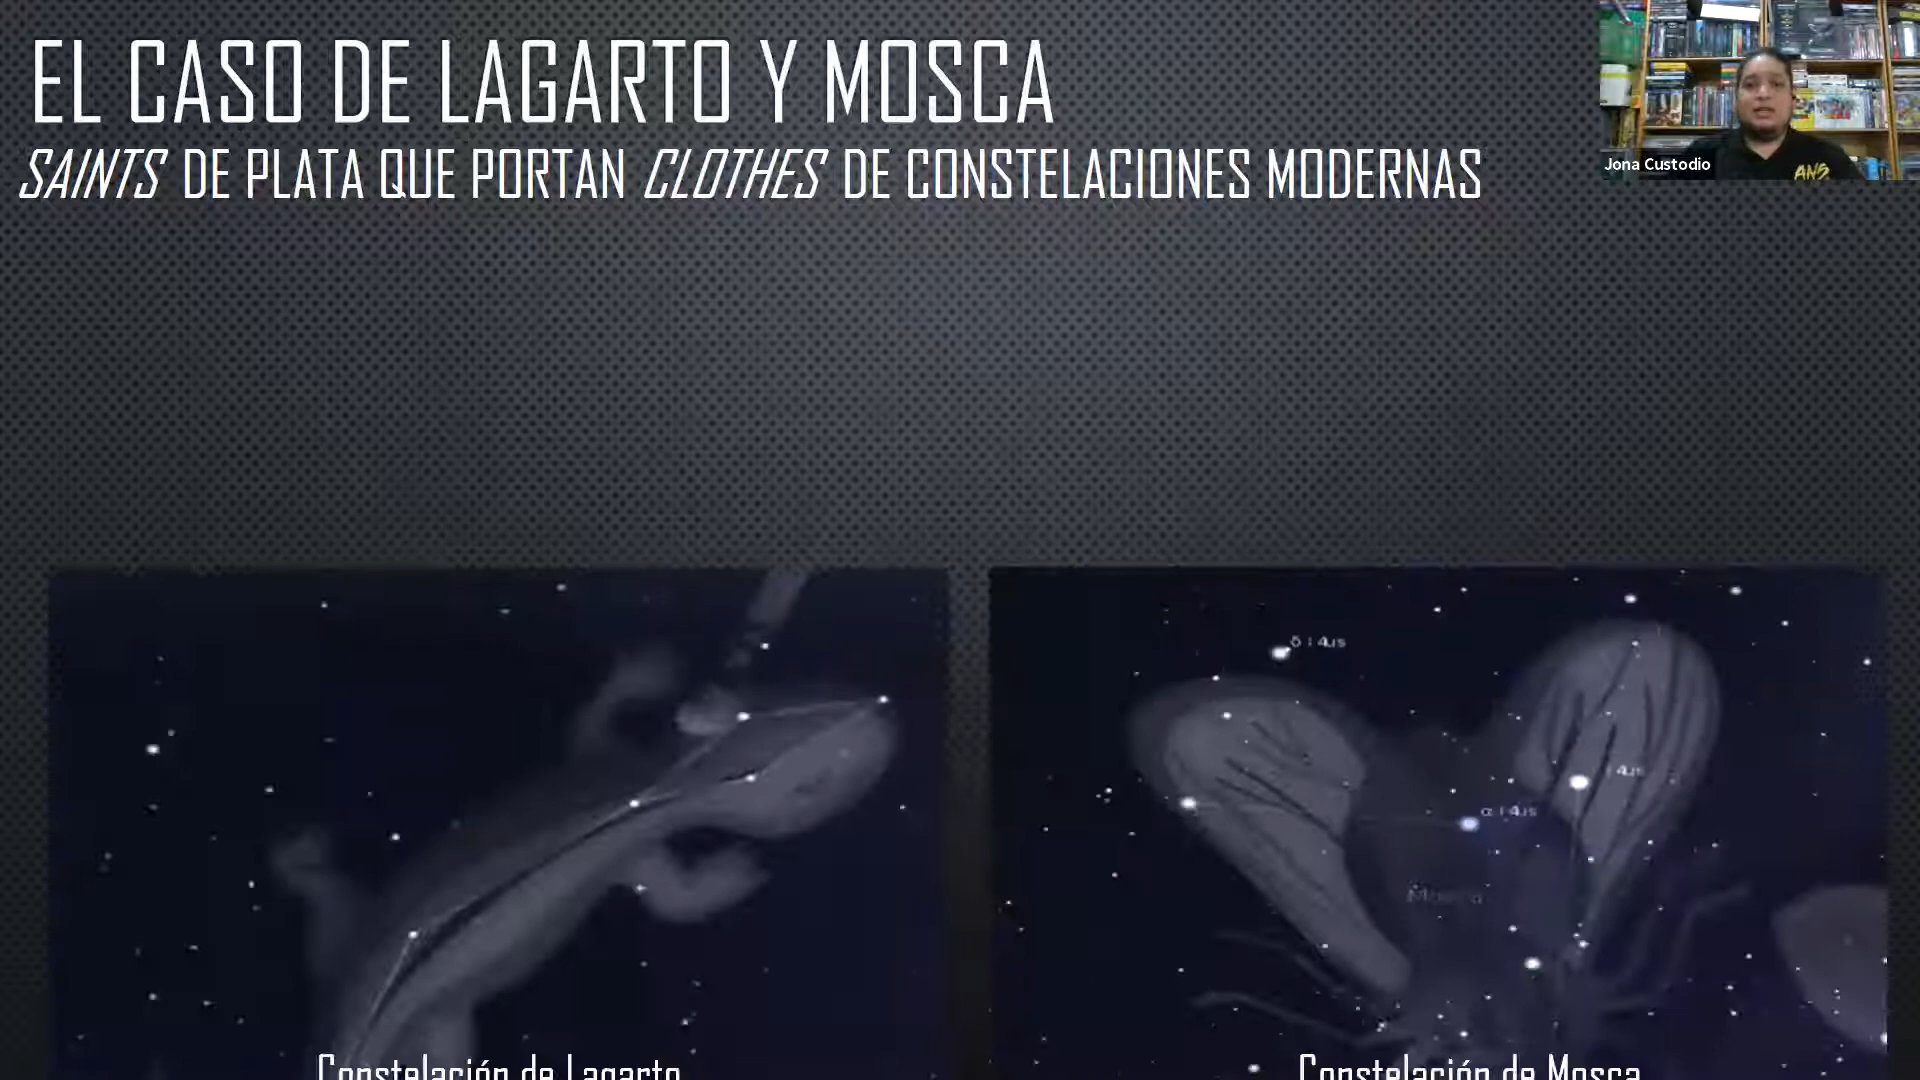 EL CASO DE LAGARTO Y MOSCA
SAINTS DE PLATA QUE PORTAN CLOTHES DE CONSTELACIONES MODERNAS
Jona Custodio
ANS
Constelación de Lagarto
Constelación de Mosca